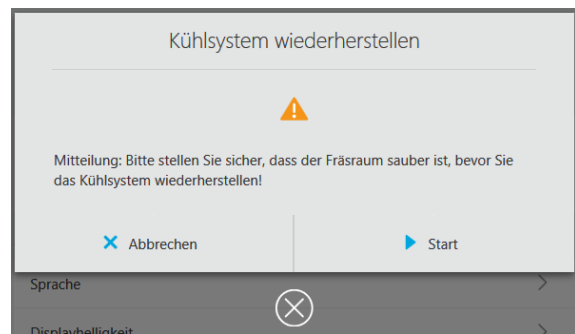 Kühlsystem wiederherstellen
Mitteilung: Bitte stellen Sie sicher, dass der Fräsraum sauber ist, bevor Sie
das Kühlsystem wiederherstellen!
Abbrechen
Start
Sprache
Displayhelligkeit